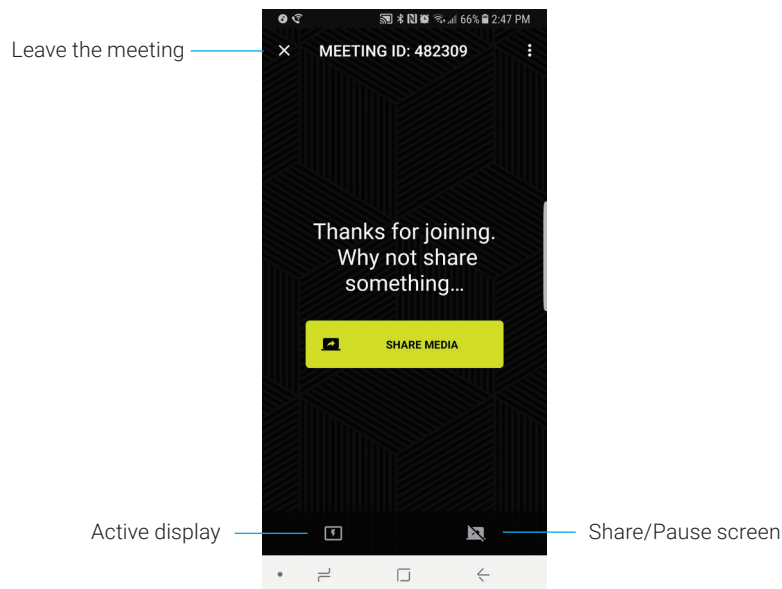 66% 2:47 PM
Leave the meeting
MEETING ID: 482309
Thanks for joining.
Why not share
something...
SHARE MEDIA
Active display
Share/Pause screen